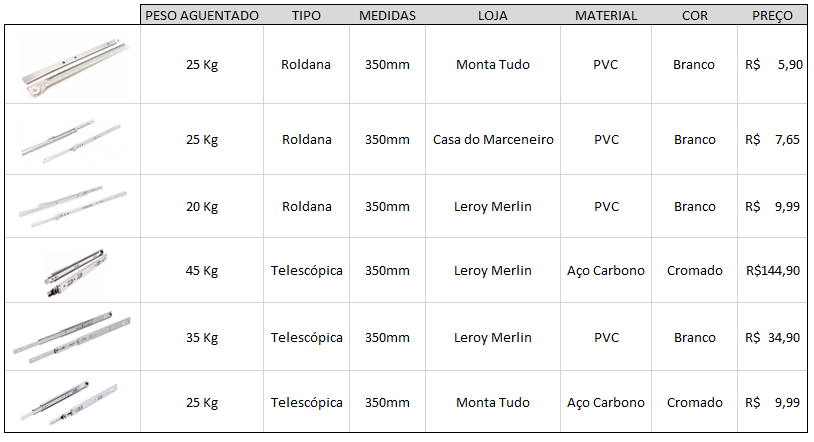 PESO AGUENTADO TIPO MEDIDAS LOJA MATERIAL COR PREÇO
25 Kg Roldana 350mm Monta Tudo PVC Branco R$ 5,90
25 Kg Roldana 350mm Casa do Marceneiro PVC Branco R$ 7,65
20 Kg Roldana 350mm Leroy Merlin PVC Branco R$ 9,99
45 Kg Telescópica 350mm Leroy Merlin Aço Carbono Cromado R$144,90
35 Kg Telescópica 350mm Leroy Merlin PVC Branco R$ 34,90
25 Kg Telescópica 350mm Monta Tudo Aço Carbono Cromado R$ 9,99